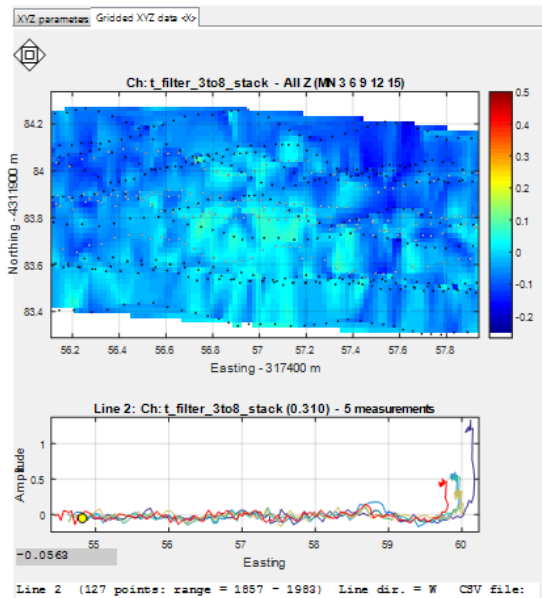 XYZ parameters Gridded XYZ data <X>
Ch: t_filter_3to8_stack - All Z (MN 3 6 9 12 15)
Northing -4311900 m
84.2
84
83.8
83.6
83.4
0.5
0.4
0.3
0.2
0.1
0
-0.1
-0.2
56.2 56.4 56.6 56.8 57 57.2 57.4 57.6 57.8
Easting - 317400 m
Line 2: Ch: t_filter_3to8_stack (0.310) - 5 measurements
Amplitude
1
0.5
0
55 56 57 58 59 60
-0.0563
Easting
Line 2 (127 points: range = 1857 - 1983) Line dir. = W CSV file: